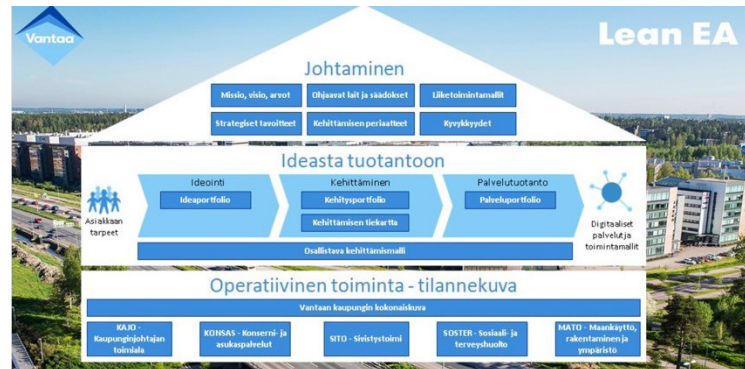 Vantaa
Lean EA
Johtaminen
Missio, visio, arvot
Ohjaavat lait ja säädökset
Liiketoimintamallit
Strategiset tavoitteet
Kehittämisen periaatteet
Kyvykkyydet
Ideasta tuotantoon
Asiakkaan
tarpeet
Ideointi
Ideaportfolio
Kehittäminen
Kehitysportfolio
Kehittämisen tiekartta
Palvelutuotanto
Palveluportfolio
Digitaaliset
palvelut ja
toimintamallit
Osallistava kehittämismalli
Operatiivinen toiminta - tilannekuva
Vantaan kaupungin kokonaiskuva
KAJO -
Kaupunginjohtajan
toimiala
KONSAS - Konserni- ja
asukaspalvelut
SITO - Sivistystoimi
SOSTER - Sosiaali- ja
terveyshuolto
MATO - Maankäyttö,
rakentaminen ja
ympäristö